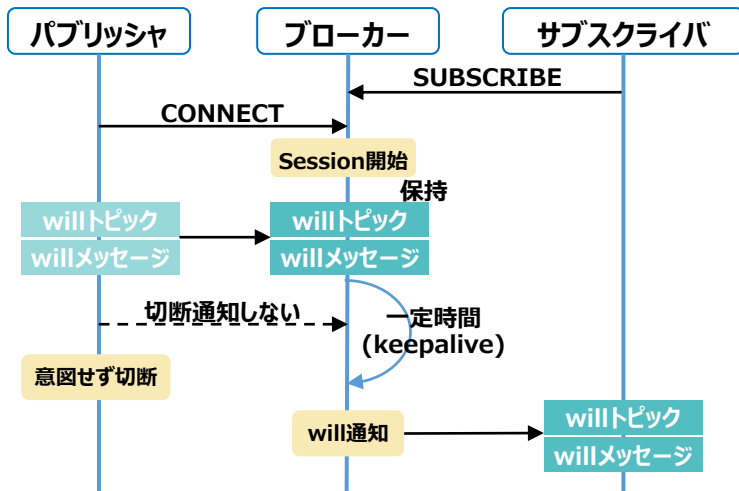 パブリッシャ
ブローカー
サブスクライバ
SUBSCRIBE
CONNECT
Session開始
保持
willトピック
willメッセージ
willトピック
willメッセージ
切断通知しない
一定時間
(keepalive)
意図せず切断
will通知
willトピック
willメッセージ